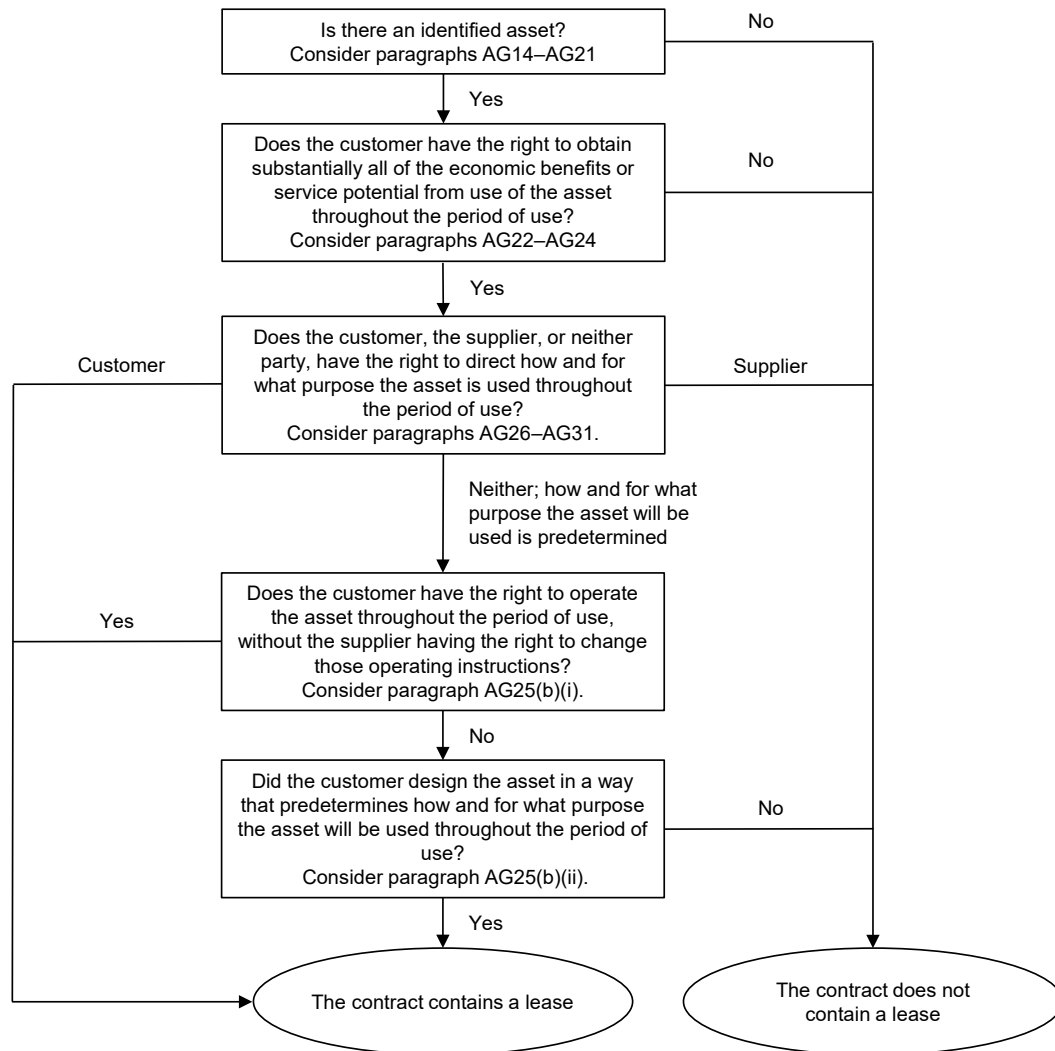 Is there an identified asset?
Consider paragraphs AG14–AG21
No
Yes
Does the customer have the right to obtain
substantially all of the economic benefits or
service potential from use of the asset
throughout the period of use?
Consider paragraphs AG22–AG24
No
Yes
Does the customer, the supplier, or neither
party, have the right to direct how and for
what purpose the asset is used throughout
the period of use?
Consider paragraphs AG26–AG31.
Customer
Supplier
Neither; how and for what
purpose the asset will be
used is predetermined
Does the customer have the right to operate
the asset throughout the period of use,
without the supplier having the right to change
those operating instructions?
Consider paragraph AG25(b)(i).
Yes
No
Did the customer design the asset in a way
that predetermines how and for what purpose
the asset will be used throughout the period of
use?
Consider paragraph AG25(b)(ii).
No
Yes
The contract contains a lease
The contract does not
contain a lease